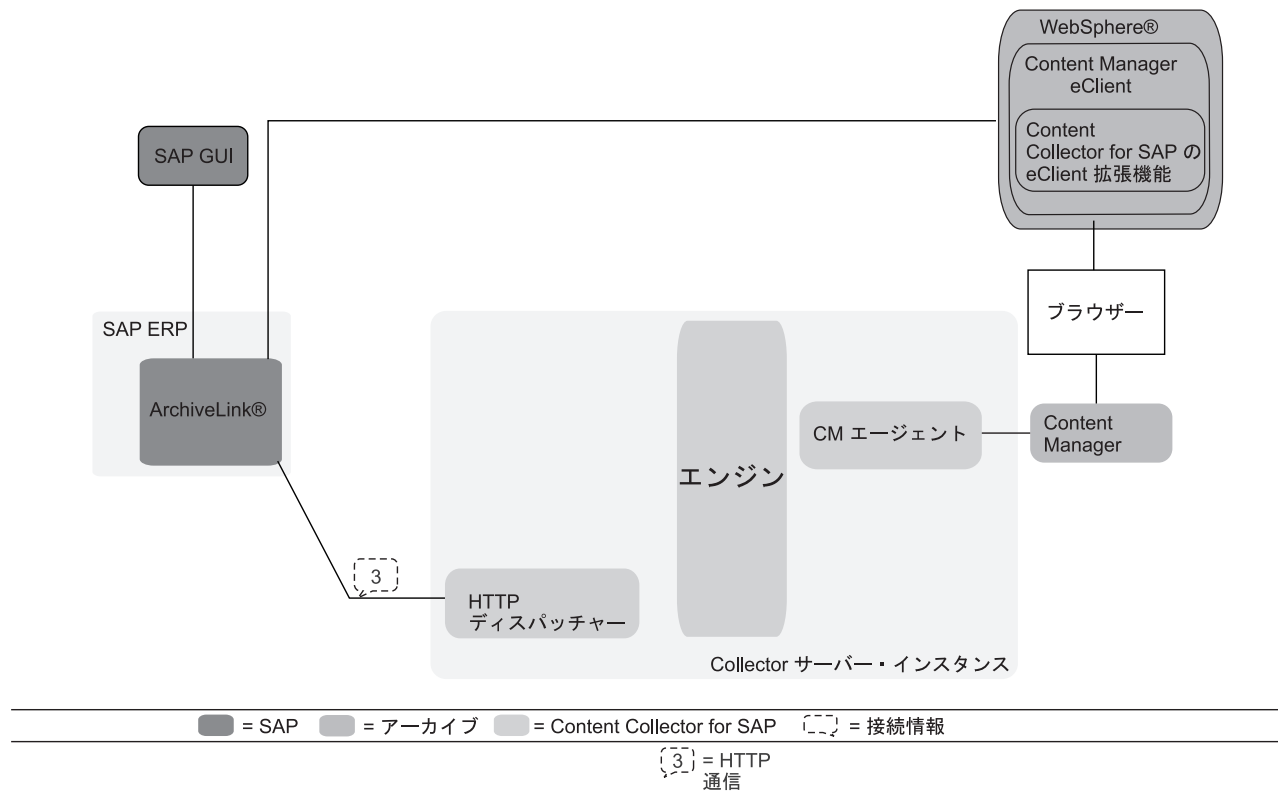 WebSphere®
Content Manager
eClient
Content
Collector for SAP の
eClient 拡張機能
SAP GUI
ブラウザー
SAP ERP
ArchiveLink®
CM エージェント
Content
Manager
エンジン
3
HTTP
ディスパッチャー
Collector サーバー・インスタンス
= SAP = アーカイブ = Content Collector for SAP = 接続情報
3 = HTTP
通信